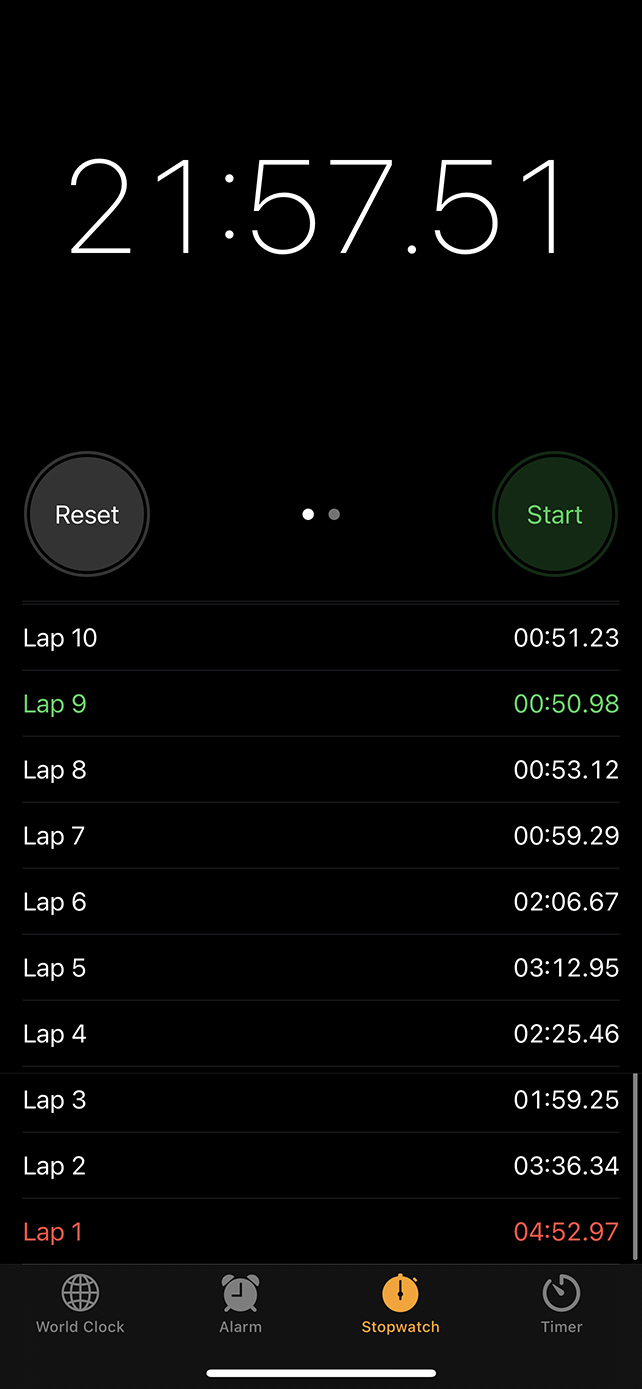 21:57.51
Reset Start
Lap 10 00:51.23
Lap 9 00:50.98
Lap 8 00:53.12
Lap 7 00:59.29
Lap 6 02:06.67
Lap 5 03:12.95
Lap 4 02:25.46
Lap 3 01:59.25
Lap 2 03:36.34
Lap 1 04:52.97
World Clock Alarm Stopwatch Timer